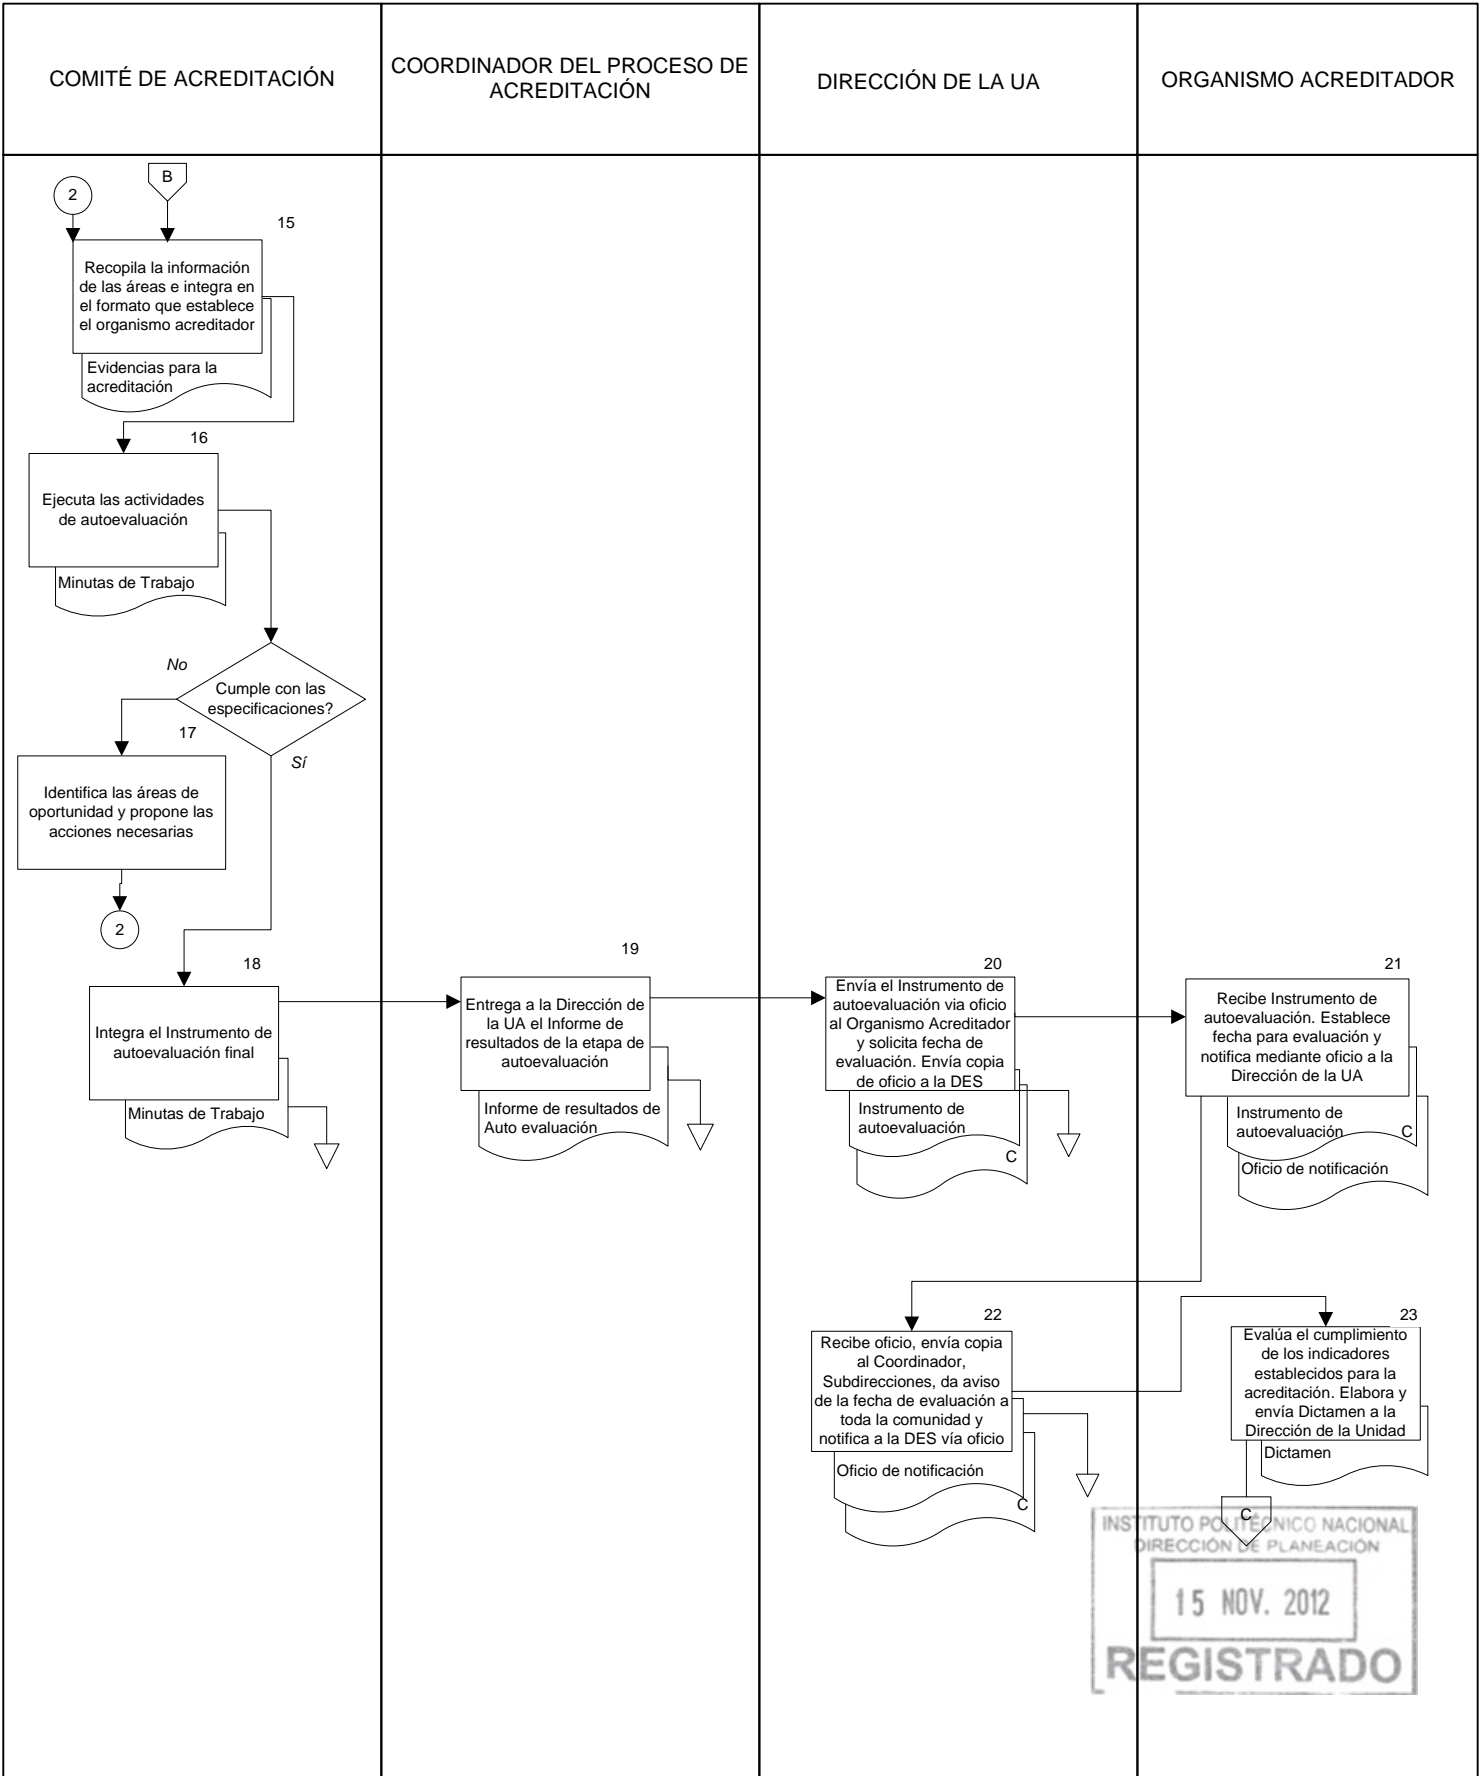 COMITÉ DE ACREDITACIÓN
COORDINADOR DEL PROCESO DE
ACREDITACIÓN
DIRECCIÓN DE LA UA
ORGANISMO ACREDITADOR
B
2
15
Recopila la información
de las áreas e integra en
el formato que establece
el organismo acreditador
Evidencias para la
acreditación
16
Ejecuta las actividades
de autoevaluación
Minutas de Trabajo
No
Cumple con las
especificaciones?
17
Sí
Identifica las áreas de
oportunidad y propone las
acciones necesarias
2
18
Integra el Instrumento de
autoevaluación final
Minutas de Trabajo
19
Entrega a la Dirección de
la UA el Informe de
resultados de la etapa de
autoevaluación
Informe de resultados de
Auto evaluación
20
Envía el Instrumento de
autoevaluación via oficio
al Organismo Acreditador
y solicita fecha de
evaluación. Envía copia
de oficio a la DES
Instrumento de
autoevaluación
C
21
Recibe Instrumento de
autoevaluación. Establece
fecha para evaluación y
notifica mediante oficio a la
Dirección de la UA
Instrumento de
autoevaluación
C
Oficio de notificación
22
Recibe oficio, envía copia
al Coordinador,
Subdirecciones, da aviso
de la fecha de evaluación a
toda la comunidad y
notifica a la DES vía oficio
Oficio de notificación
C
23
Evalúa el cumplimiento
de los indicadores
establecidos para la
acreditación. Elabora y
envía Dictamen a la
Dirección de la Unidad
Dictamen
C
INSTITUTO POLITÉCNICO NACIONAL
DIRECCIÓN DE PLANEACIÓN
15 NOV. 2012
REGISTRADO